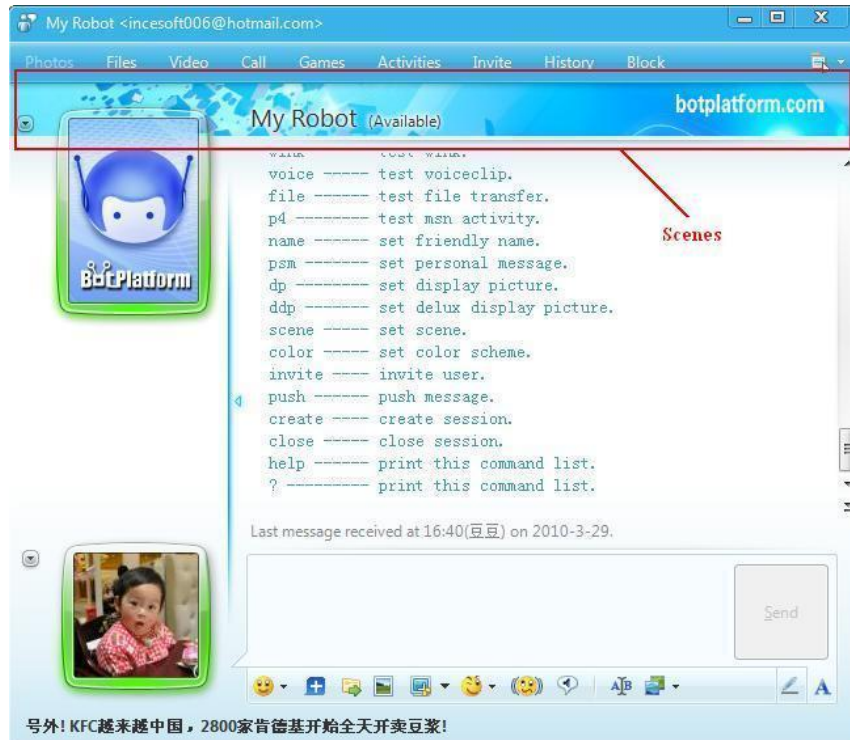 My Robot <incesoft006@hotmail.com>
Photos Files Video Call Games Activities Invite History Block
My Robot (Available)
botplatform.com
wink ------ test wink.
voice ----- test voiceclip.
file ------ test file transfer.
p4 -------- test msn activity.
name ------ set friendly name.
psm ------- set personal message.
dp -------- set display picture.
ddp ------- set delux display picture.
scene ----- set scene.
color ----- set color scheme.
invite ---- invite user.
push ------ push message.
create ---- create session.
close ----- close session.
help ------ print this command list.
? --------- print this command list.
Scenes
BotPlatform
Last message received at 16:40(豆豆) on 2010-3-29.
Send
号外! KFC越来越中国，2800家肯德基开始全天开卖豆浆!